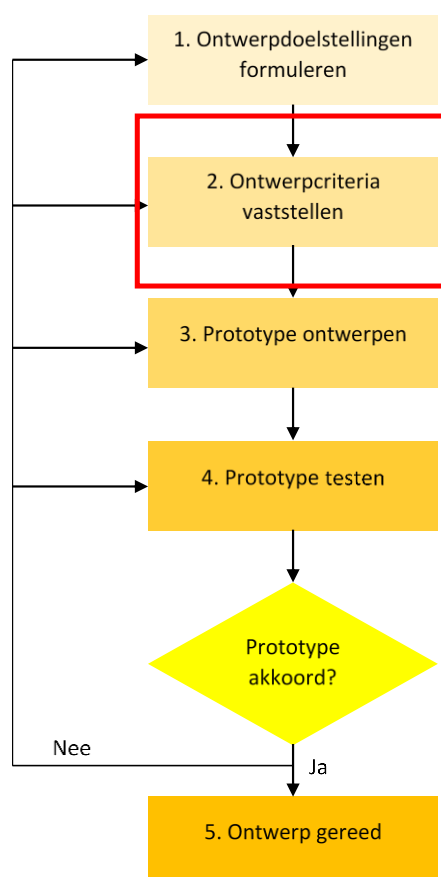 1. Ontwerpdoelstellingen
formuleren
2. Ontwerpcriteria
vaststellen
3. Prototype ontwerpen
4. Prototype testen
Prototype
akkoord?
Nee
Ja
5. Ontwerp gereed